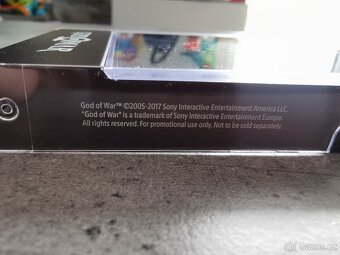 God of War™ ©2005-2017 Sony Interactive Entertainment America LLC.
"God of War" is a trademark of Sony Interactive Entertainment Europe.
All rights reserved. For promotional use only. Not to be sold separately.